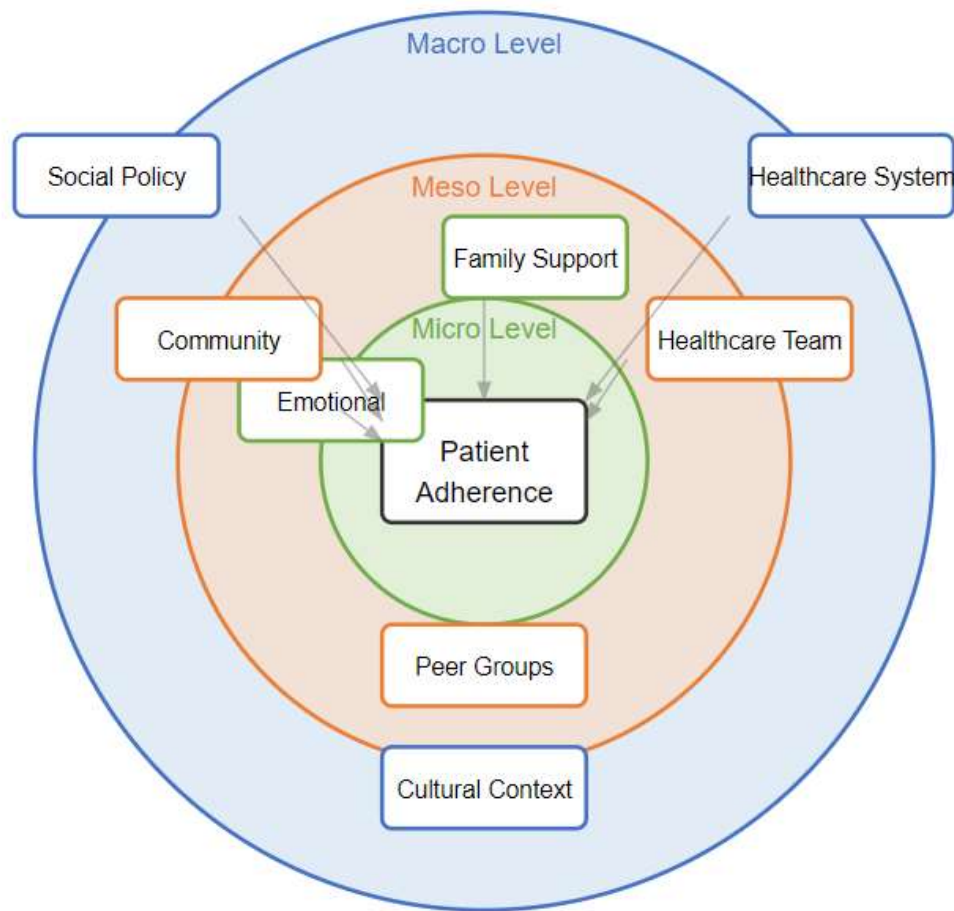 Macro Level
Social Policy
Healthcare System
Meso Level
Family Support
Micro Level
Community
Healthcare Team
Emotional
Patient
Adherence
Peer Groups
Cultural Context